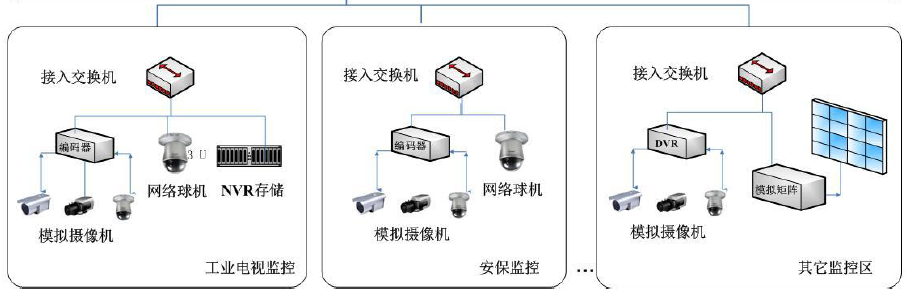 接入交换机
编码器
3
网络球机
NVR存储
模拟摄像机
工业电视监控
接入交换机
编码器
网络球机
模拟摄像机
安保监控
...
接入交换机
DVR
模拟矩阵
模拟摄像机
其它监控区